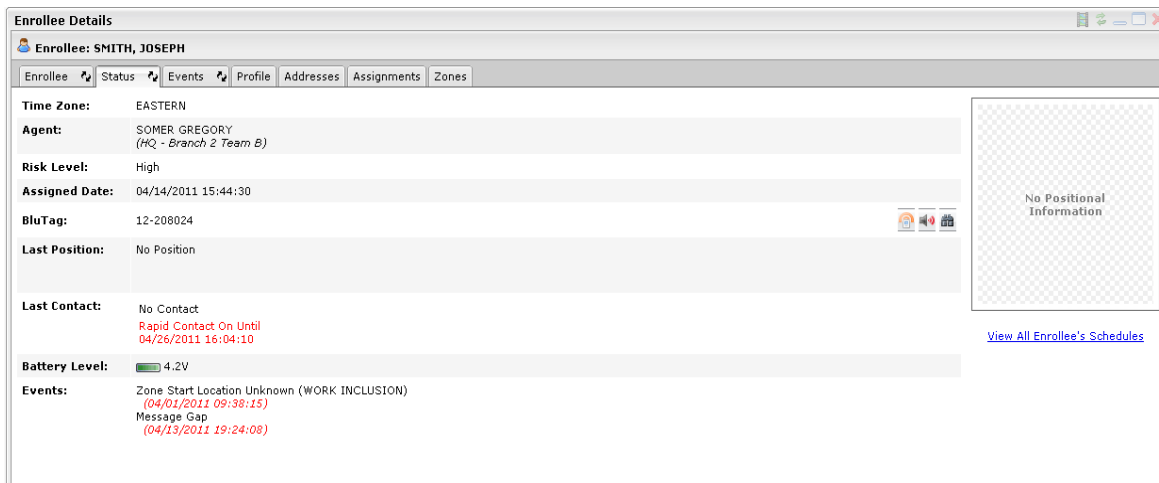 Enrollee Details
Enrollee: SMITH, JOSEPH
Enrollee Status Events Profile Addresses Assignments Zones
Time Zone: EASTERN
Agent: SOMER GREGORY
(HQ - Branch 2 Team B)
Risk Level: High
Assigned Date: 04/14/2011 15:44:30
BluTag: 12-208024
Last Position: No Position
Last Contact: No Contact
Rapid Contact On Until
04/26/2011 16:04:10
Battery Level: 4.2V
Events: Zone Start Location Unknown (WORK INCLUSION)
(04/01/2011 09:38:15)
Message Gap
(04/13/2011 19:24:08)
No Positional
Information
View All Enrollee's Schedules